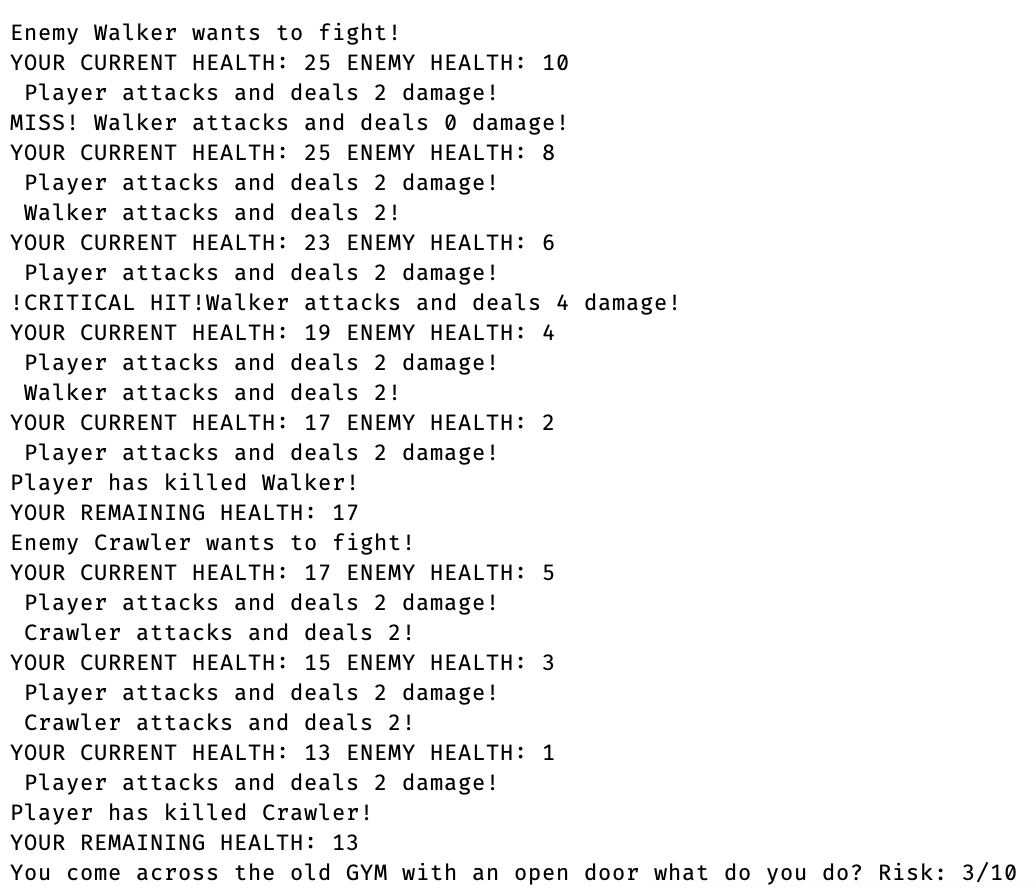 Enemy Walker wants to fight!
YOUR CURRENT HEALTH: 25 ENEMY HEALTH: 10
 Player attacks and deals 2 damage!
MISS! Walker attacks and deals 0 damage!
YOUR CURRENT HEALTH: 25 ENEMY HEALTH: 8
 Player attacks and deals 2 damage!
 Walker attacks and deals 2!
YOUR CURRENT HEALTH: 23 ENEMY HEALTH: 6
 Player attacks and deals 2 damage!
!CRITICAL HIT!Walker attacks and deals 4 damage!
YOUR CURRENT HEALTH: 19 ENEMY HEALTH: 4
 Player attacks and deals 2 damage!
 Walker attacks and deals 2!
YOUR CURRENT HEALTH: 17 ENEMY HEALTH: 2
 Player attacks and deals 2 damage!
Player has killed Walker!
YOUR REMAINING HEALTH: 17
Enemy Crawler wants to fight!
YOUR CURRENT HEALTH: 17 ENEMY HEALTH: 5
 Player attacks and deals 2 damage!
 Crawler attacks and deals 2!
YOUR CURRENT HEALTH: 15 ENEMY HEALTH: 3
 Player attacks and deals 2 damage!
 Crawler attacks and deals 2!
YOUR CURRENT HEALTH: 13 ENEMY HEALTH: 1
 Player attacks and deals 2 damage!
Player has killed Crawler!
YOUR REMAINING HEALTH: 13
You come across the old GYM with an open door what do you do? Risk: 3/10